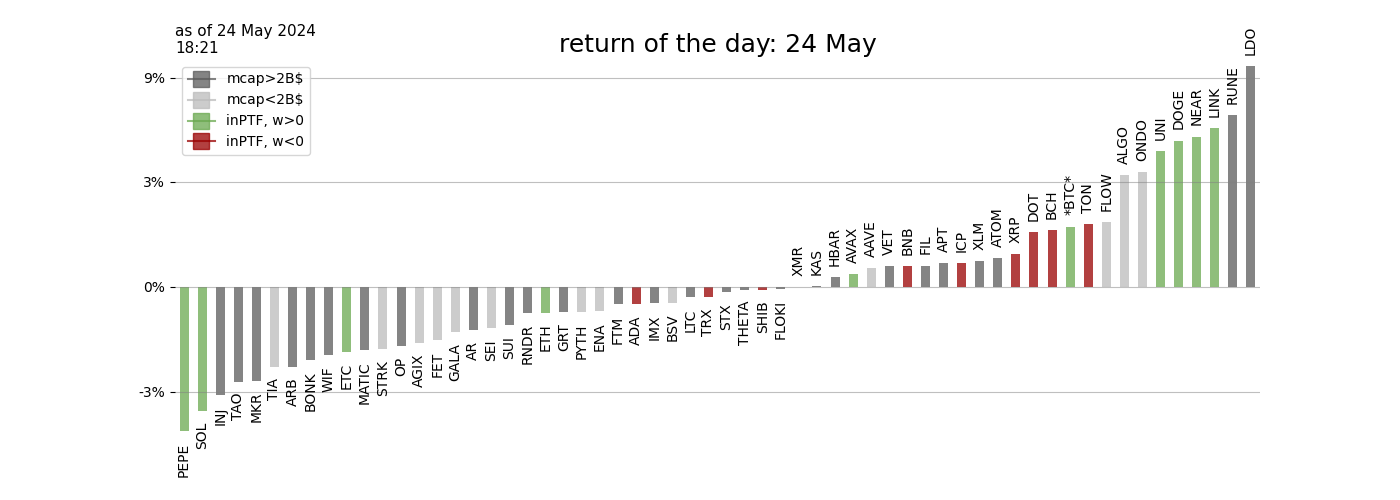 as of 24 May 2024
18:21
return of the day: 24 May
mcap>2B$
mcap<2B$
inPTF, w>0
inPTF, w<0
9%
3%
0%
-3%
PEPE
SOL
INJ
TAO
MKR
TIA
ARB
BONK
WIF
ETC
MATIC
STRK
OP
AGIX
FET
GALA
AR
SEI
SUI
RNDR
ETH
GRT
PYTH
ENA
FTM
ADA
IMX
BSV
LTC
TRX
STX
THETA
SHIB
FLOKI
XMR
KAS
HBAR
AVAX
AAVE
VET
BNB
FIL
APT
ICP
XLM
ATOM
XRP
DOT
BCH
*BTC*
TON
FLOW
ALGO
ONDO
UNI
DOGE
NEAR
LINK
RUNE
LDO